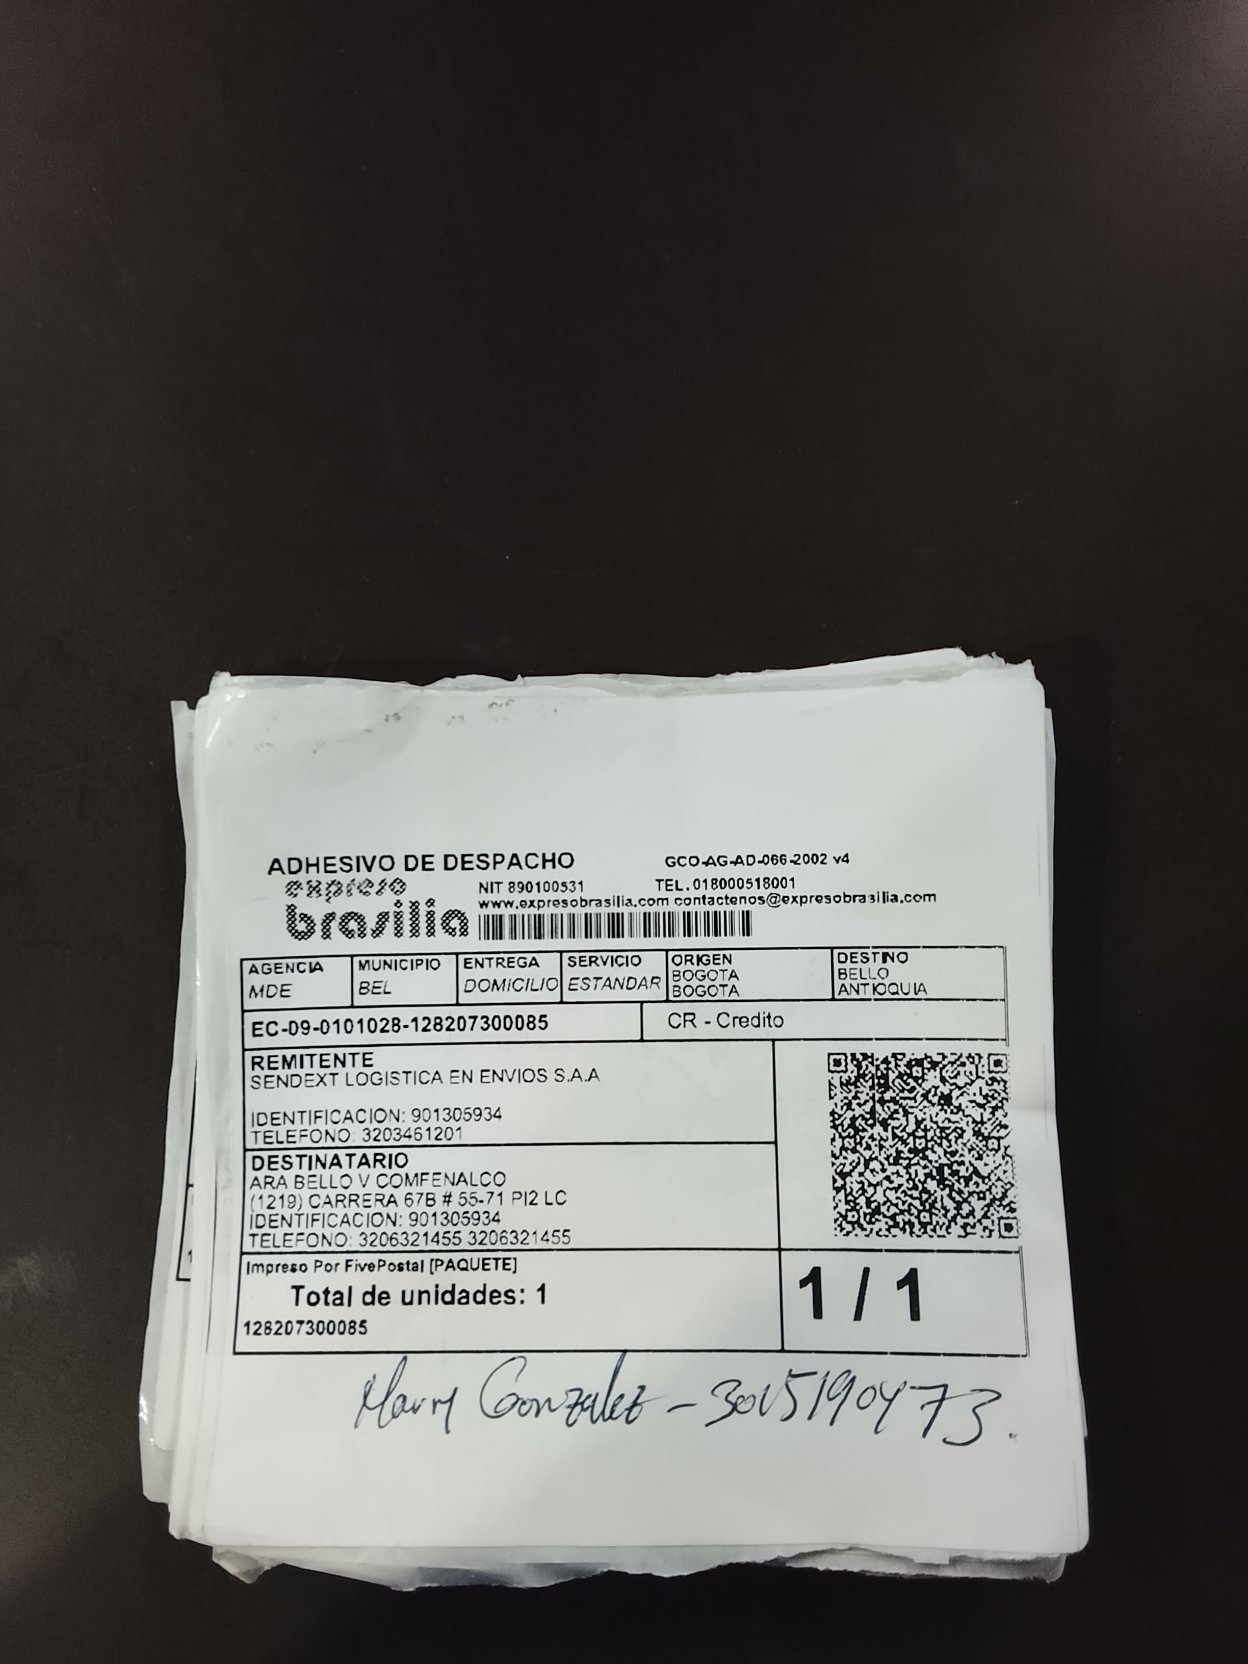 ADHESIVO DE DESPACHO
GCO-AG-AD-066-2002 v4
expreso
brasilia
NIT 890100531 TEL.018000518001
www.expresobrasilia.com contactenos@expresobrasilia.com
AGENCIA MUNICIPIO ENTREGA SERVICIO ORIGEN DESTINO
MDE BEL DOMICILIO ESTANDAR BOGOTA BELLO
BOGOTA ANTIOQUIA
EC-09-0101028-128207300085 CR - Credito
REMITENTE
SENDEXT LOGISTICA EN ENVIOS S.A.A
IDENTIFICACION: 901305934
TELEFONO: 3203461201
DESTINATARIO
ARA BELLO V COMFENALCO
(1219) CARRERA 67B # 55-71 PI2 LC
IDENTIFICACION: 901305934
TELEFONO: 3206321455 3206321455
Impreso Por FivePostal [PAQUETE]
Total de unidades: 1
1 / 1
128207300085
Gonzalez - 3015190473.